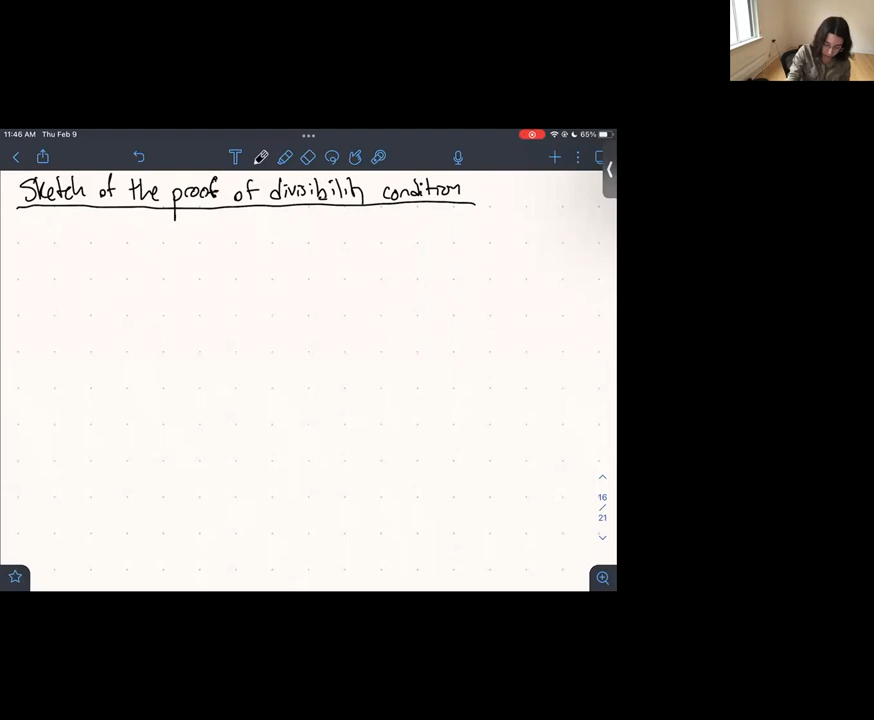 11:46 AM Thu Feb 9
65%
Sketch of the proof of divisibility condition
16
/
21